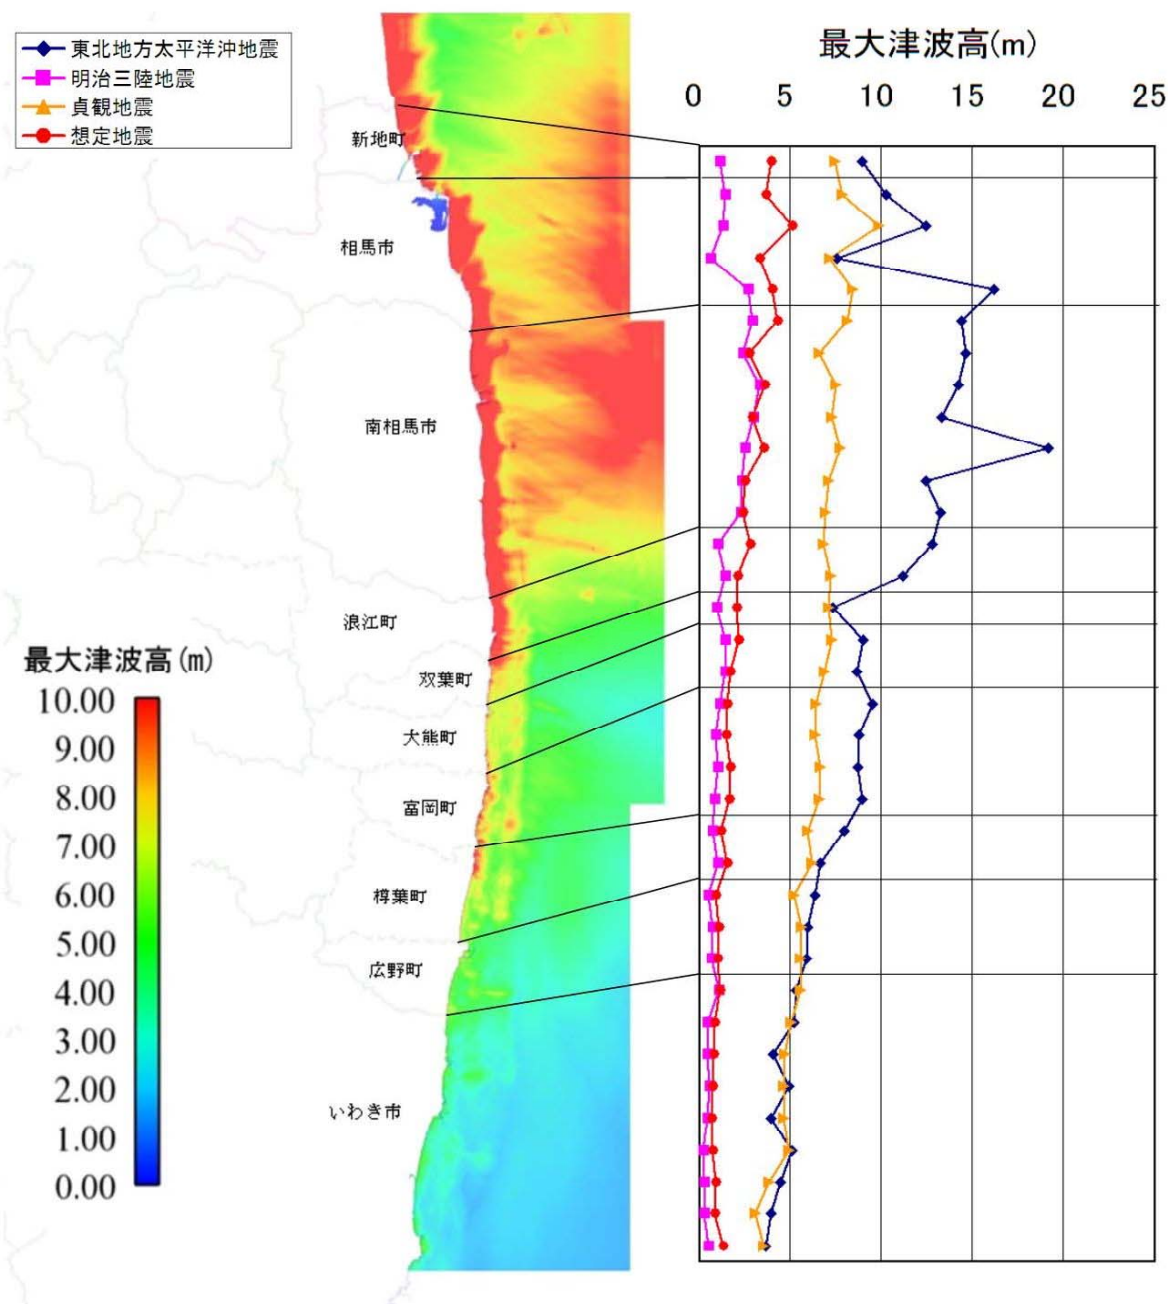 東北地方太平洋沖地震
明治三陸地震
貞観地震
想定地震
最大津波高(m)
0 5 10 15 20 25
新地町
相馬市
南相馬市
浪江町
双葉町
大熊町
富岡町
楢葉町
広野町
いわき市
最大津波高(m)
10.00
9.00
8.00
7.00
6.00
5.00
4.00
3.00
2.00
1.00
0.00